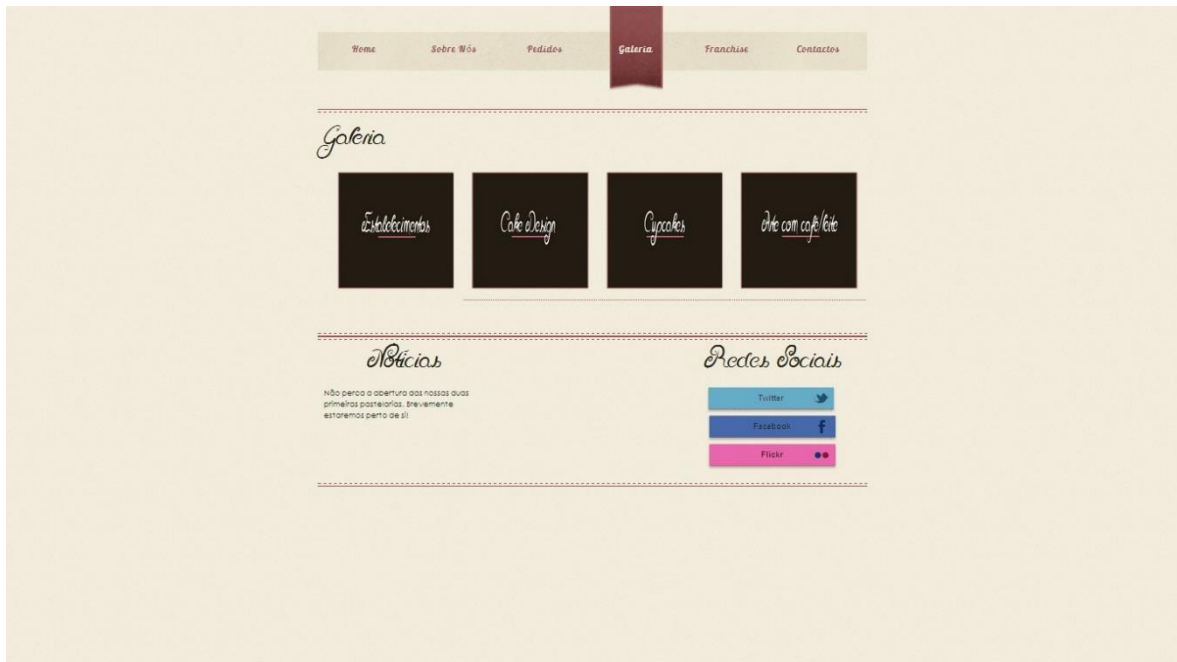 Home Sobre Nós Pedidos Galeria Franchise Contactos
Galeria
Estabelecimentos Cake Design Cupcakes Arte com café/leite
Notícias Redes Sociais
Não perca a abertura das nossas duas
primeiras pastelarias. Brevemente
estaremos perto de si!
Twitter
Facebook
Flickr